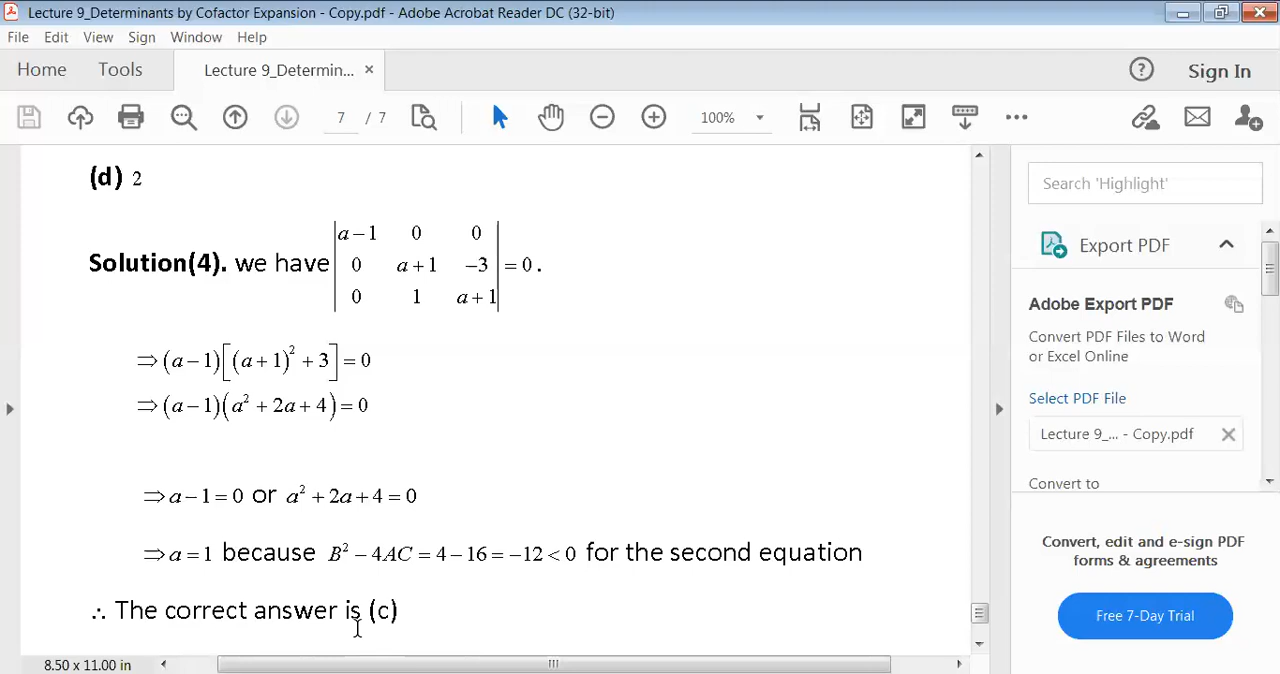 Lecture 9_Determinants by Cofactor Expansion - Copy.pdf - Adobe Acrobat Reader DC (32-bit)
File Edit View Sign Window Help
Home Tools Lecture 9_Determin... ×
? Sign In
7 / 7 100%
(d) 2
Solution(4). we have | a−1 0 0 |
| 0 a+1 −3 | = 0 .
| 0 1 a+1 |
⇒ (a−1)[(a+1)² + 3] = 0
⇒ (a−1)(a² + 2a + 4) = 0
⇒ a−1 = 0 or a² + 2a + 4 = 0
⇒ a = 1 because B² − 4AC = 4 − 16 = −12 < 0 for the second equation
∴ The correct answer is (c)
8.50 x 11.00 in
Search 'Highlight'
Export PDF
Adobe Export PDF
Convert PDF Files to Word
or Excel Online
Select PDF File
Lecture 9_... - Copy.pdf
Convert to
Convert, edit and e-sign PDF
forms & agreements
Free 7-Day Trial